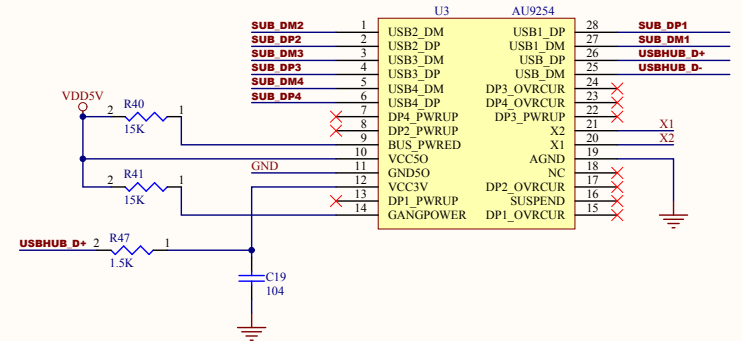 U3 AU9254
SUB_DM2 1 USB2_DM USB1_DP 28 SUB_DP1
SUB_DP2 2 USB2_DP USB1_DM 27 SUB_DM1
SUB_DM3 3 USB3_DM USB_DP 26 USBHUB_D+
SUB_DP3 4 USB3_DP USB_DM 25 USBHUB_D-
SUB_DM4 5 USB4_DM DP3_OVRCUR 24
SUB_DP4 6 USB4_DP DP4_OVRCUR 23
VDD5V
7 DP4_PWRUP DP3_PWRUP 22
2 R40 1
15K
8 DP2_PWRUP X2 21 X1
9 BUS_PWRED X1 20 X2
10 VCC5O AGND 19
GND 11 GND5O NC 18
2 R41 1
15K
12 VCC3V DP2_OVRCUR 17
13 DP1_PWRUP SUSPEND 16
14 GANGPOWER DP1_OVRCUR 15
USBHUB_D+ 2 R47 1
1.5K
C19
104